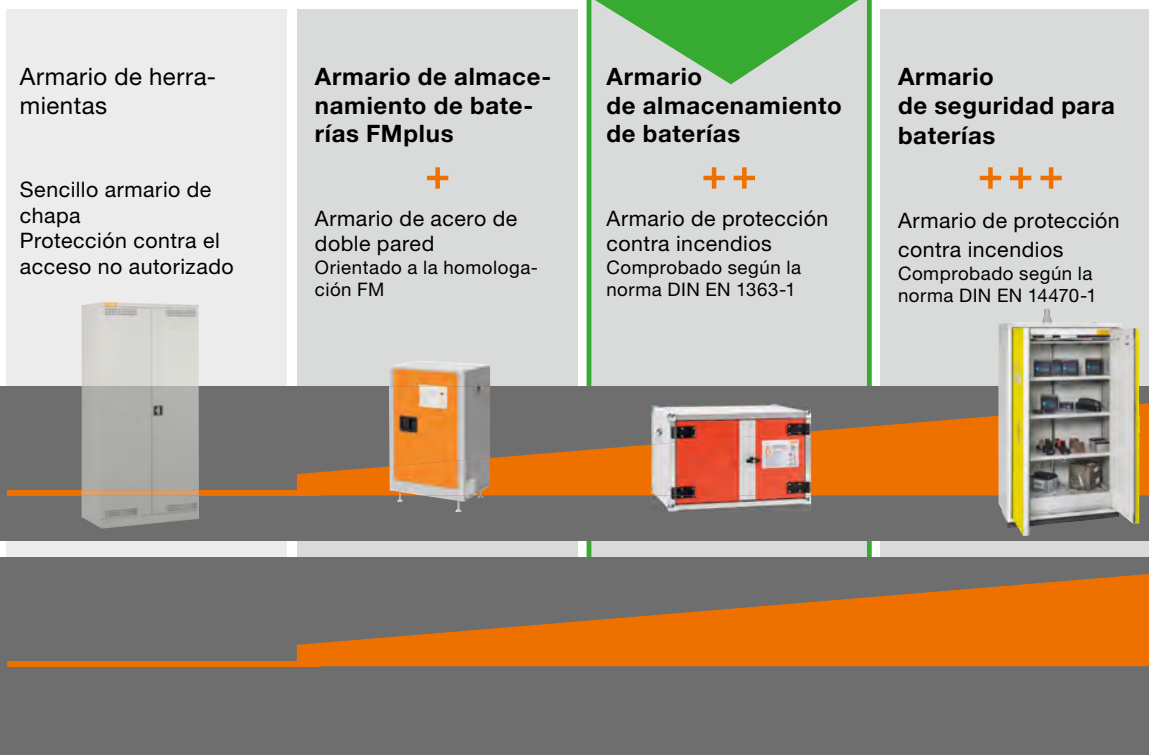 Armario de herra-
mientas
Sencillo armario de
chapa
Protección contra el
acceso no autorizado
Armario de almace-
namiento de bate-
rías FMplus
+
Armario de acero de
doble pared
Orientado a la homologa-
ción FM
Armario
de almacenamiento
de baterías
++
Armario de protección
contra incendios
Comprobado según la
norma DIN EN 1363-1
Armario
de seguridad para
baterías
+++
Armario de protección
contra incendios
Comprobado según la
norma DIN EN 14470-1